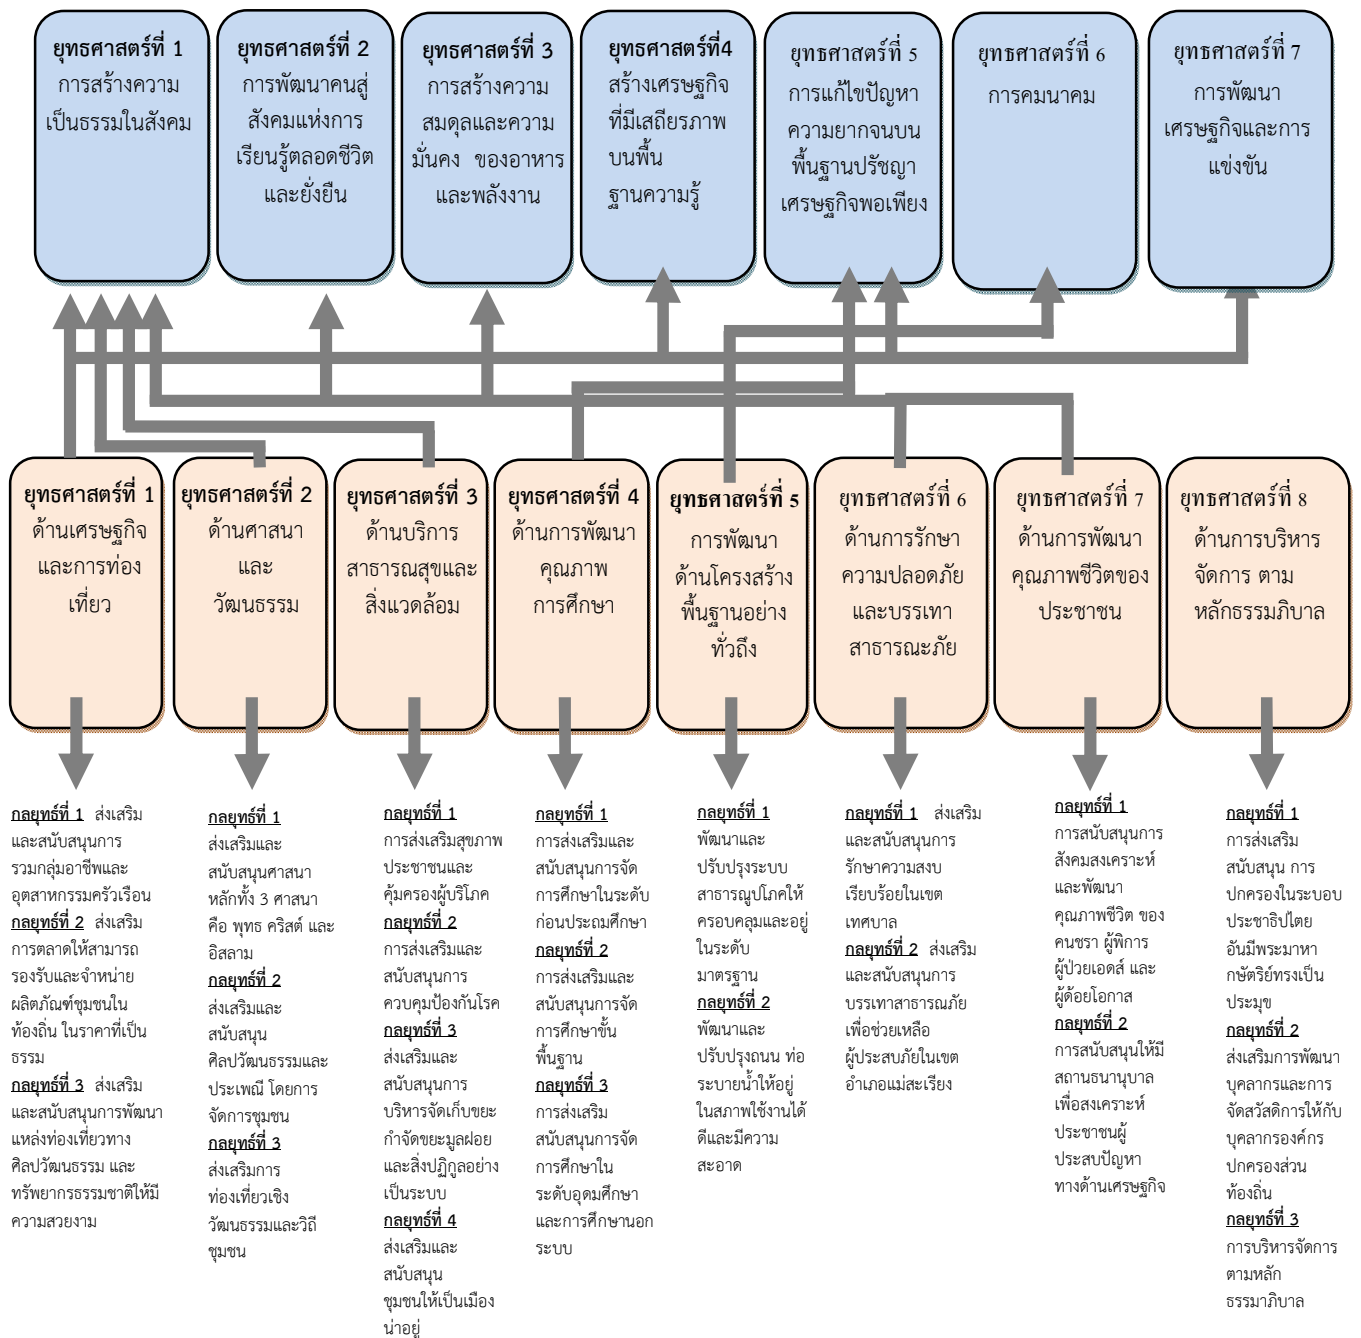 ยุทธศาสตร์ที่ 1
การสร้างความ
เป็นธรรมในสังคม
ยุทธศาสตร์ที่ 2
การพัฒนาคนสู่
สังคมแห่งการ
เรียนรู้ตลอดชีวิต
และยั่งยืน
ยุทธศาสตร์ที่ 3
การสร้างความ
สมดุลและความ
มั่นคง ของอาหาร
และพลังงาน
ยุทธศาสตร์ที่4
สร้างเศรษฐกิจ
ที่มีเสถียรภาพ
บนพื้น
ฐานความรู้
ยุทธศาสตร์ที่ 5
การแก้ไขปัญหา
ความยากจนบน
พื้นฐานปรัชญา
เศรษฐกิจพอเพียง
ยุทธศาสตร์ที่ 6
การคมนาคม
ยุทธศาสตร์ที่ 7
การพัฒนา
เศรษฐกิจและการ
แข่งขัน
ยุทธศาสตร์ที่ 1
ด้านเศรษฐกิจ
และการท่อง
เที่ยว
ยุทธศาสตร์ที่ 2
ด้านศาสนา
และ
วัฒนธรรม
ยุทธศาสตร์ที่ 3
ด้านบริการ
สาธารณสุขและ
สิ่งแวดล้อม
ยุทธศาสตร์ที่ 4
ด้านการพัฒนา
คุณภาพ
การศึกษา
ยุทธศาสตร์ที่ 5
การพัฒนา
ด้านโครงสร้าง
พื้นฐานอย่าง
ทั่วถึง
ยุทธศาสตร์ที่ 6
ด้านการรักษา
ความปลอดภัย
และบรรเทา
สาธารณะภัย
ยุทธศาสตร์ที่ 7
ด้านการพัฒนา
คุณภาพชีวิตของ
ประชาชน
ยุทธศาสตร์ที่ 8
ด้านการบริหาร
จัดการ ตาม
หลักธรรมภิบาล
กลยุทธ์ที่ 1 ส่งเสริม
และสนับสนุนการ
รวมกลุ่มอาชีพและ
อุตสาหกรรมครัวเรือน
กลยุทธ์ที่ 2 ส่งเสริม
การตลาดให้สามารถ
รองรับและจำหน่าย
ผลิตภัณฑ์ชุมชนใน
ท้องถิ่น ในราคาที่เป็น
ธรรม
กลยุทธ์ที่ 3 ส่งเสริม
และสนับสนุนการพัฒนา
แหล่งท่องเที่ยวทาง
ศิลปวัฒนธรรม และ
ทรัพยากรธรรมชาติให้มี
ความสวยงาม
กลยุทธ์ที่ 1
ส่งเสริมและ
สนับสนุนศาสนา
หลักทั้ง 3 ศาสนา
คือ พุทธ คริสต์ และ
อิสลาม
กลยุทธ์ที่ 2
ส่งเสริมและ
สนับสนุน
ศิลปวัฒนธรรมและ
ประเพณี โดยการ
จัดการชุมชน
กลยุทธ์ที่ 3
ส่งเสริมการ
ท่องเที่ยวเชิง
วัฒนธรรมและวิถี
ชุมชน
กลยุทธ์ที่ 1
การส่งเสริมสุขภาพ
ประชาชนและ
คุ้มครองผู้บริโภค
กลยุทธ์ที่ 2
การส่งเสริมและ
สนับสนุนการ
ควบคุมป้องกันโรค
กลยุทธ์ที่ 3
ส่งเสริมและ
สนับสนุนการ
บริหารจัดเก็บขยะ
กำจัดขยะมูลฝอย
และสิ่งปฏิกูลอย่าง
เป็นระบบ
กลยุทธ์ที่ 4
ส่งเสริมและ
สนับสนุน
ชุมชนให้เป็นเมือง
น่าอยู่
กลยุทธ์ที่ 1
การส่งเสริมและ
สนับสนุนการจัด
การศึกษาในระดับ
ก่อนประถมศึกษา
กลยุทธ์ที่ 2
การส่งเสริมและ
สนับสนุนการจัด
การศึกษาขั้น
พื้นฐาน
กลยุทธ์ที่ 3
การส่งเสริม
สนับสนุนการจัด
การศึกษาใน
ระดับอุดมศึกษา
และการศึกษานอก
ระบบ
กลยุทธ์ที่ 1
พัฒนาและ
ปรับปรุงระบบ
สาธารณูปโภคให้
ครอบคลุมและอยู่
ในระดับ
มาตรฐาน
กลยุทธ์ที่ 2
พัฒนาและ
ปรับปรุงถนน ท่อ
ระบายน้ำให้อยู่
ในสภาพใช้งานได้
ดีและมีความ
สะอาด
กลยุทธ์ที่ 1 ส่งเสริม
และสนับสนุนการ
รักษาความสงบ
เรียบร้อยในเขต
เทศบาล
กลยุทธ์ที่ 2 ส่งเสริม
และสนับสนุนการ
บรรเทาสาธารณภัย
เพื่อช่วยเหลือ
ผู้ประสบภัยในเขต
อำเภอแม่สะเรียง
กลยุทธ์ที่ 1
การสนับสนุนการ
สังคมสงเคราะห์
และพัฒนา
คุณภาพชีวิต ของ
คนชรา ผู้พิการ
ผู้ป่วยเอดส์ และ
ผู้ด้อยโอกาส
กลยุทธ์ที่ 2
การสนับสนุนให้มี
สถานธนานุบาล
เพื่อสงเคราะห์
ประชาชนผู้
ประสบปัญหา
ทางด้านเศรษฐกิจ
กลยุทธ์ที่ 1
การส่งเสริม
สนับสนุน การ
ปกครองในระบอบ
ประชาธิปไตย
อันมีพระมาหา
กษัตริย์ทรงเป็น
ประมุข
กลยุทธ์ที่ 2
ส่งเสริมการพัฒนา
บุคลากรและการ
จัดสวัสดิการให้กับ
บุคลากรองค์กร
ปกครองส่วน
ท้องถิ่น
กลยุทธ์ที่ 3
การบริหารจัดการ
ตามหลัก
ธรรมาภิบาล